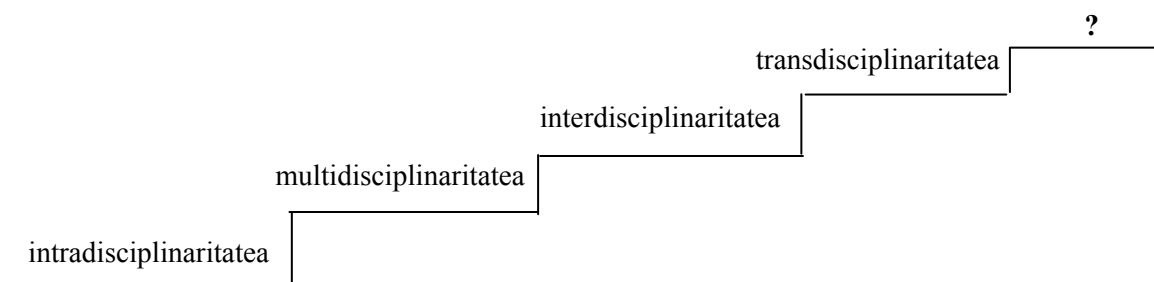 ?
transdisciplinaritatea
interdisciplinaritatea
multidisciplinaritatea
intradisciplinaritatea